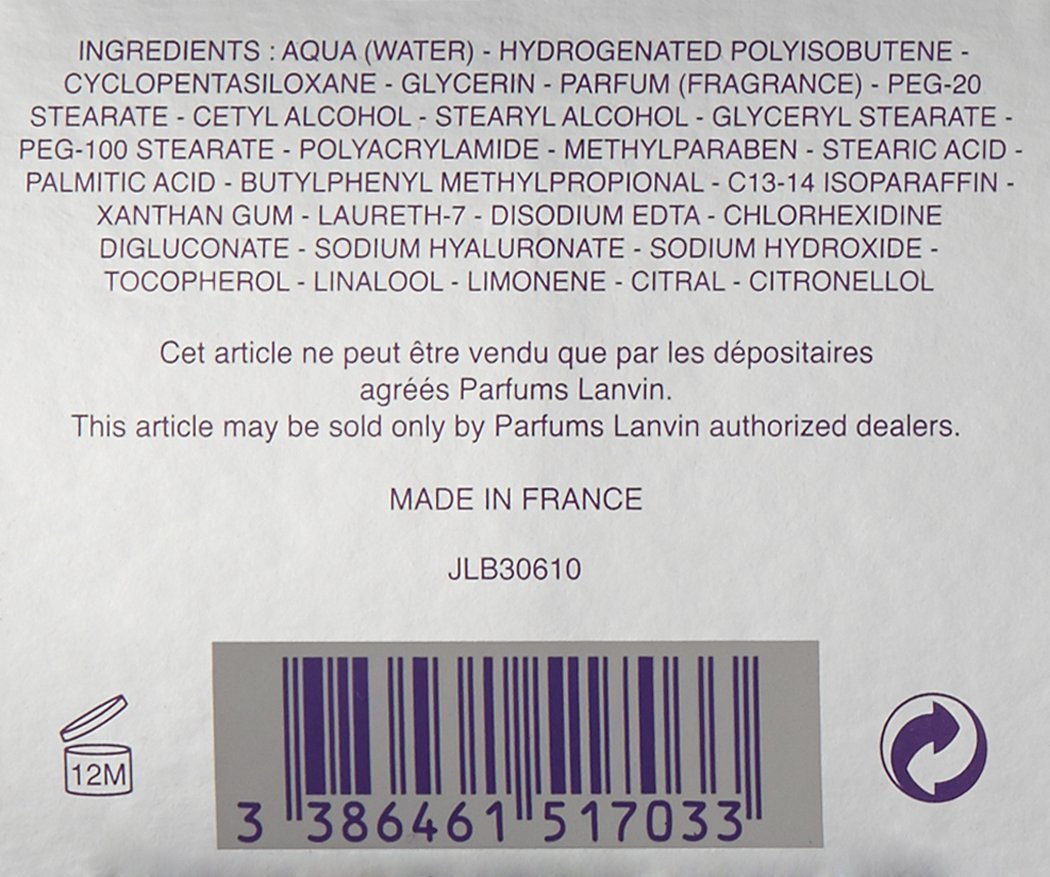 INGREDIENTS : AQUA (WATER) - HYDROGENATED POLYISOBUTENE -
CYCLOPENTASILOXANE - GLYCERIN - PARFUM (FRAGRANCE) - PEG-20
STEARATE - CETYL ALCOHOL - STEARYL ALCOHOL - GLYCERYL STEARATE -
PEG-100 STEARATE - POLYACRYLAMIDE - METHYLPARABEN - STEARIC ACID -
PALMITIC ACID - BUTYLPHENYL METHYLPROPIONAL - C13-14 ISOPARAFFIN -
XANTHAN GUM - LAURETH-7 - DISODIUM EDTA - CHLORHEXIDINE
DIGLUCONATE - SODIUM HYALURONATE - SODIUM HYDROXIDE -
TOCOPHEROL - LINALOOL - LIMONENE - CITRAL - CITRONELLOL
Cet article ne peut être vendu que par les dépositaires
agréés Parfums Lanvin.
This article may be sold only by Parfums Lanvin authorized dealers.
MADE IN FRANCE
JLB30610
12M
3 386461 517033